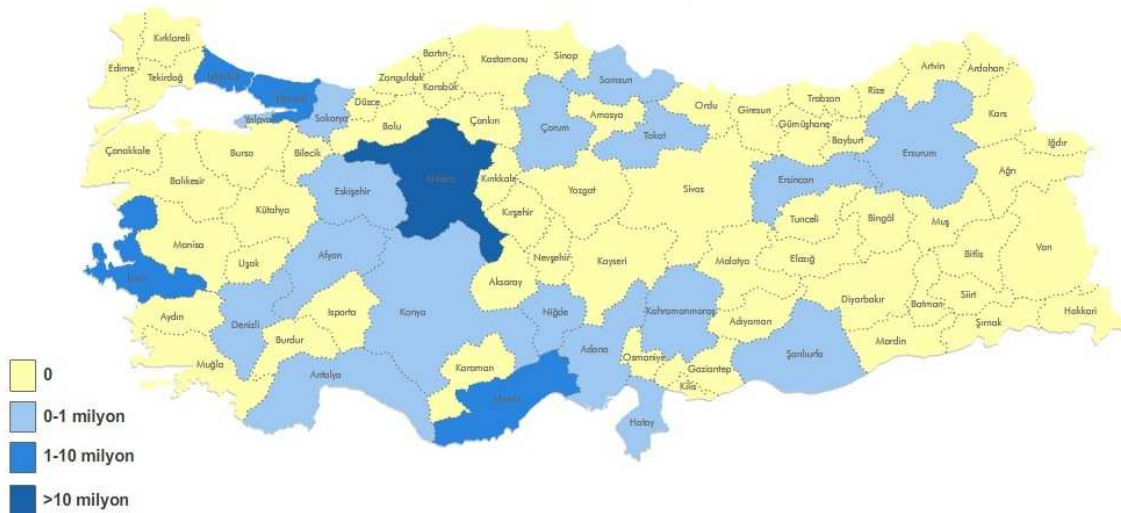 Kırklareli
Edirne
Tekirdağ
İstanbul
Kocaeli
Yalova
Sakarya
Düzce
Zonguldak
Bartın
Karabük
Kastamonu
Sinop
Samsun
Bolu
Çankırı
Çorum
Amasya
Tokat
Ordu
Giresun
Trabzon
Gümüşhane
Bayburt
Rize
Artvin
Ardahan
Kars
Iğdır
Ağrı
Erzurum
Çanakkale
Bursa
Bilecik
Balıkesir
Kütahya
Eskişehir
Ankara
Kırıkkale
Yozgat
Sivas
Erzincan
Tunceli
Bingöl
Muş
Bitlis
Van
Manisa
Uşak
Afyon
Kırşehir
Nevşehir
Kayseri
Malatya
Elazığ
Aksaray
Aydın
Denizli
Isparta
Burdur
Konya
Niğde
Adana
Kahramanmaraş
Adıyaman
Diyarbakır
Batman
Siirt
Şırnak
Hakkari
Mardin
Şanlıurfa
Gaziantep
Kilis
Osmaniye
Hatay
Muğla
Antalya
Karaman
0
0-1 milyon
1-10 milyon
>10 milyon